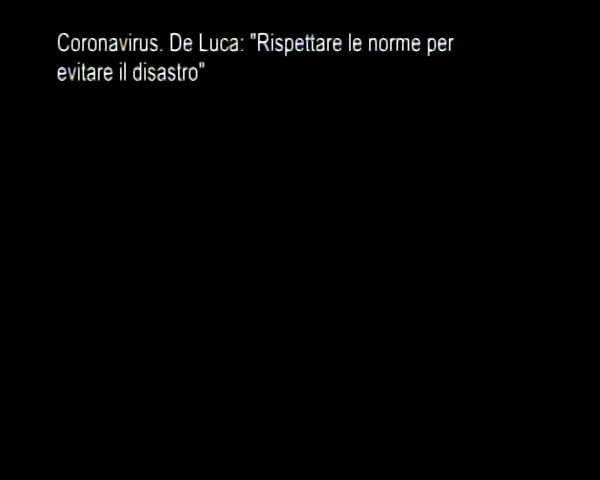 Coronavirus. De Luca: "Rispettare le norme per
evitare il disastro"